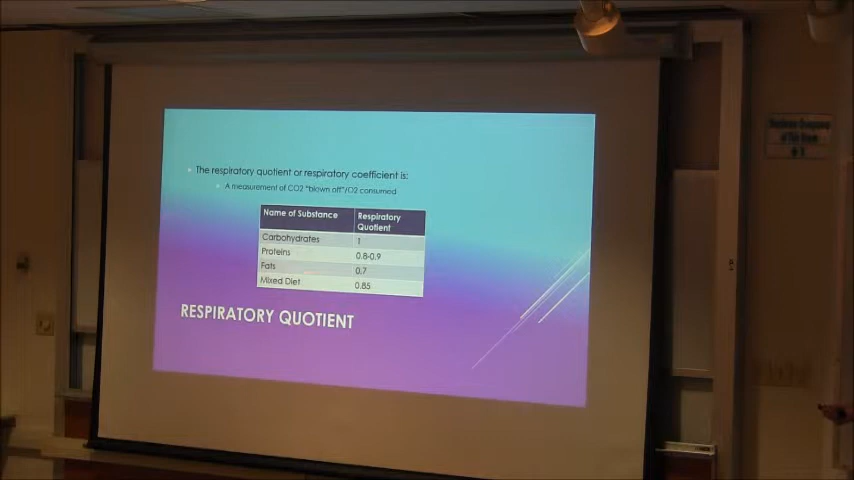 The respiratory quotient or respiratory coefficient is:
A measurement of CO2 "blown off"/O2 consumed
Name of Substance Respiratory Quotient
Carbohydrates 1
Proteins 0.8-0.9
Fats 0.7
Mixed Diet 0.85
RESPIRATORY QUOTIENT